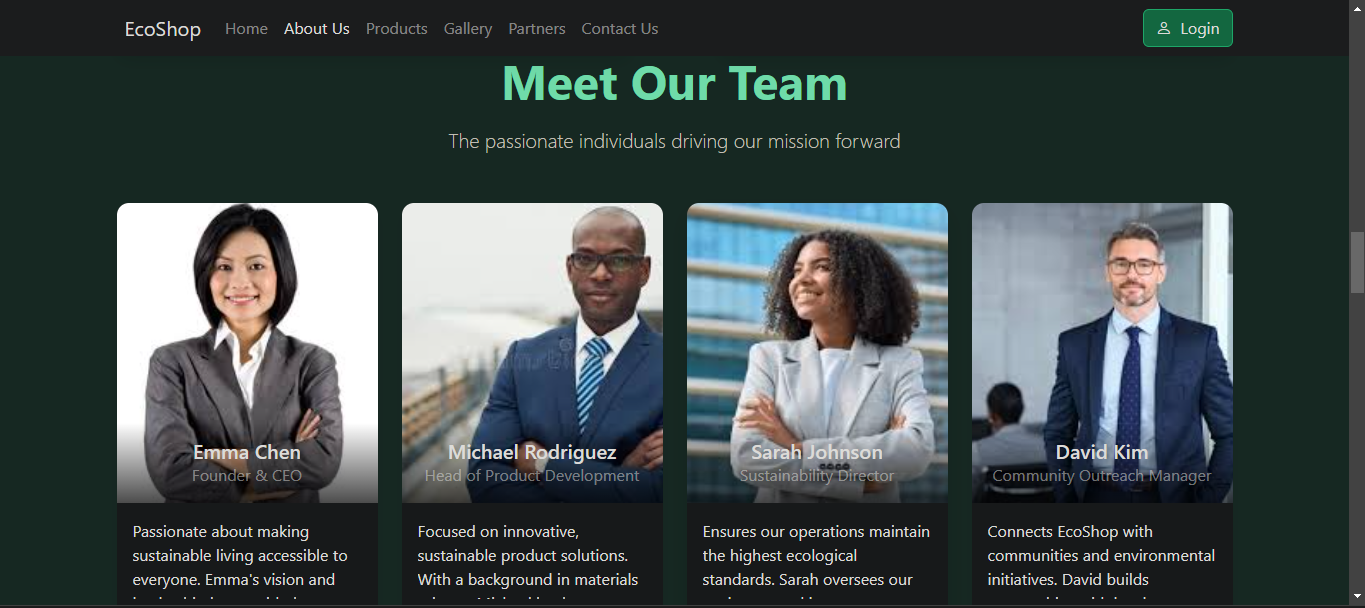 EcoShop Home About Us Products Gallery Partners Contact Us Login
Meet Our Team
The passionate individuals driving our mission forward
Emma Chen
Founder & CEO
Passionate about making
sustainable living accessible to
everyone. Emma's vision and
Michael Rodriguez
Head of Product Development
Focused on innovative,
sustainable product solutions.
With a background in materials
Sarah Johnson
Sustainability Director
Ensures our operations maintain
the highest ecological
standards. Sarah oversees our
David Kim
Community Outreach Manager
Connects EcoShop with
communities and environmental
initiatives. David builds